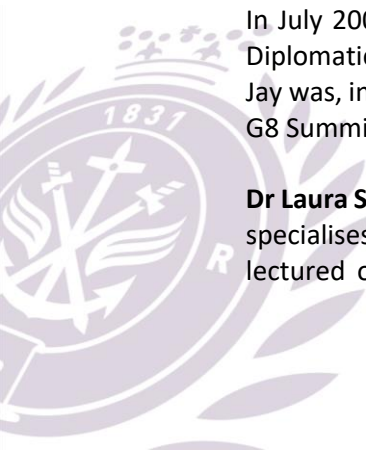 In July 200
Diplomatic
Jay was, in
G8 Summi
Dr Laura S
specialises
lectured c
1831
R